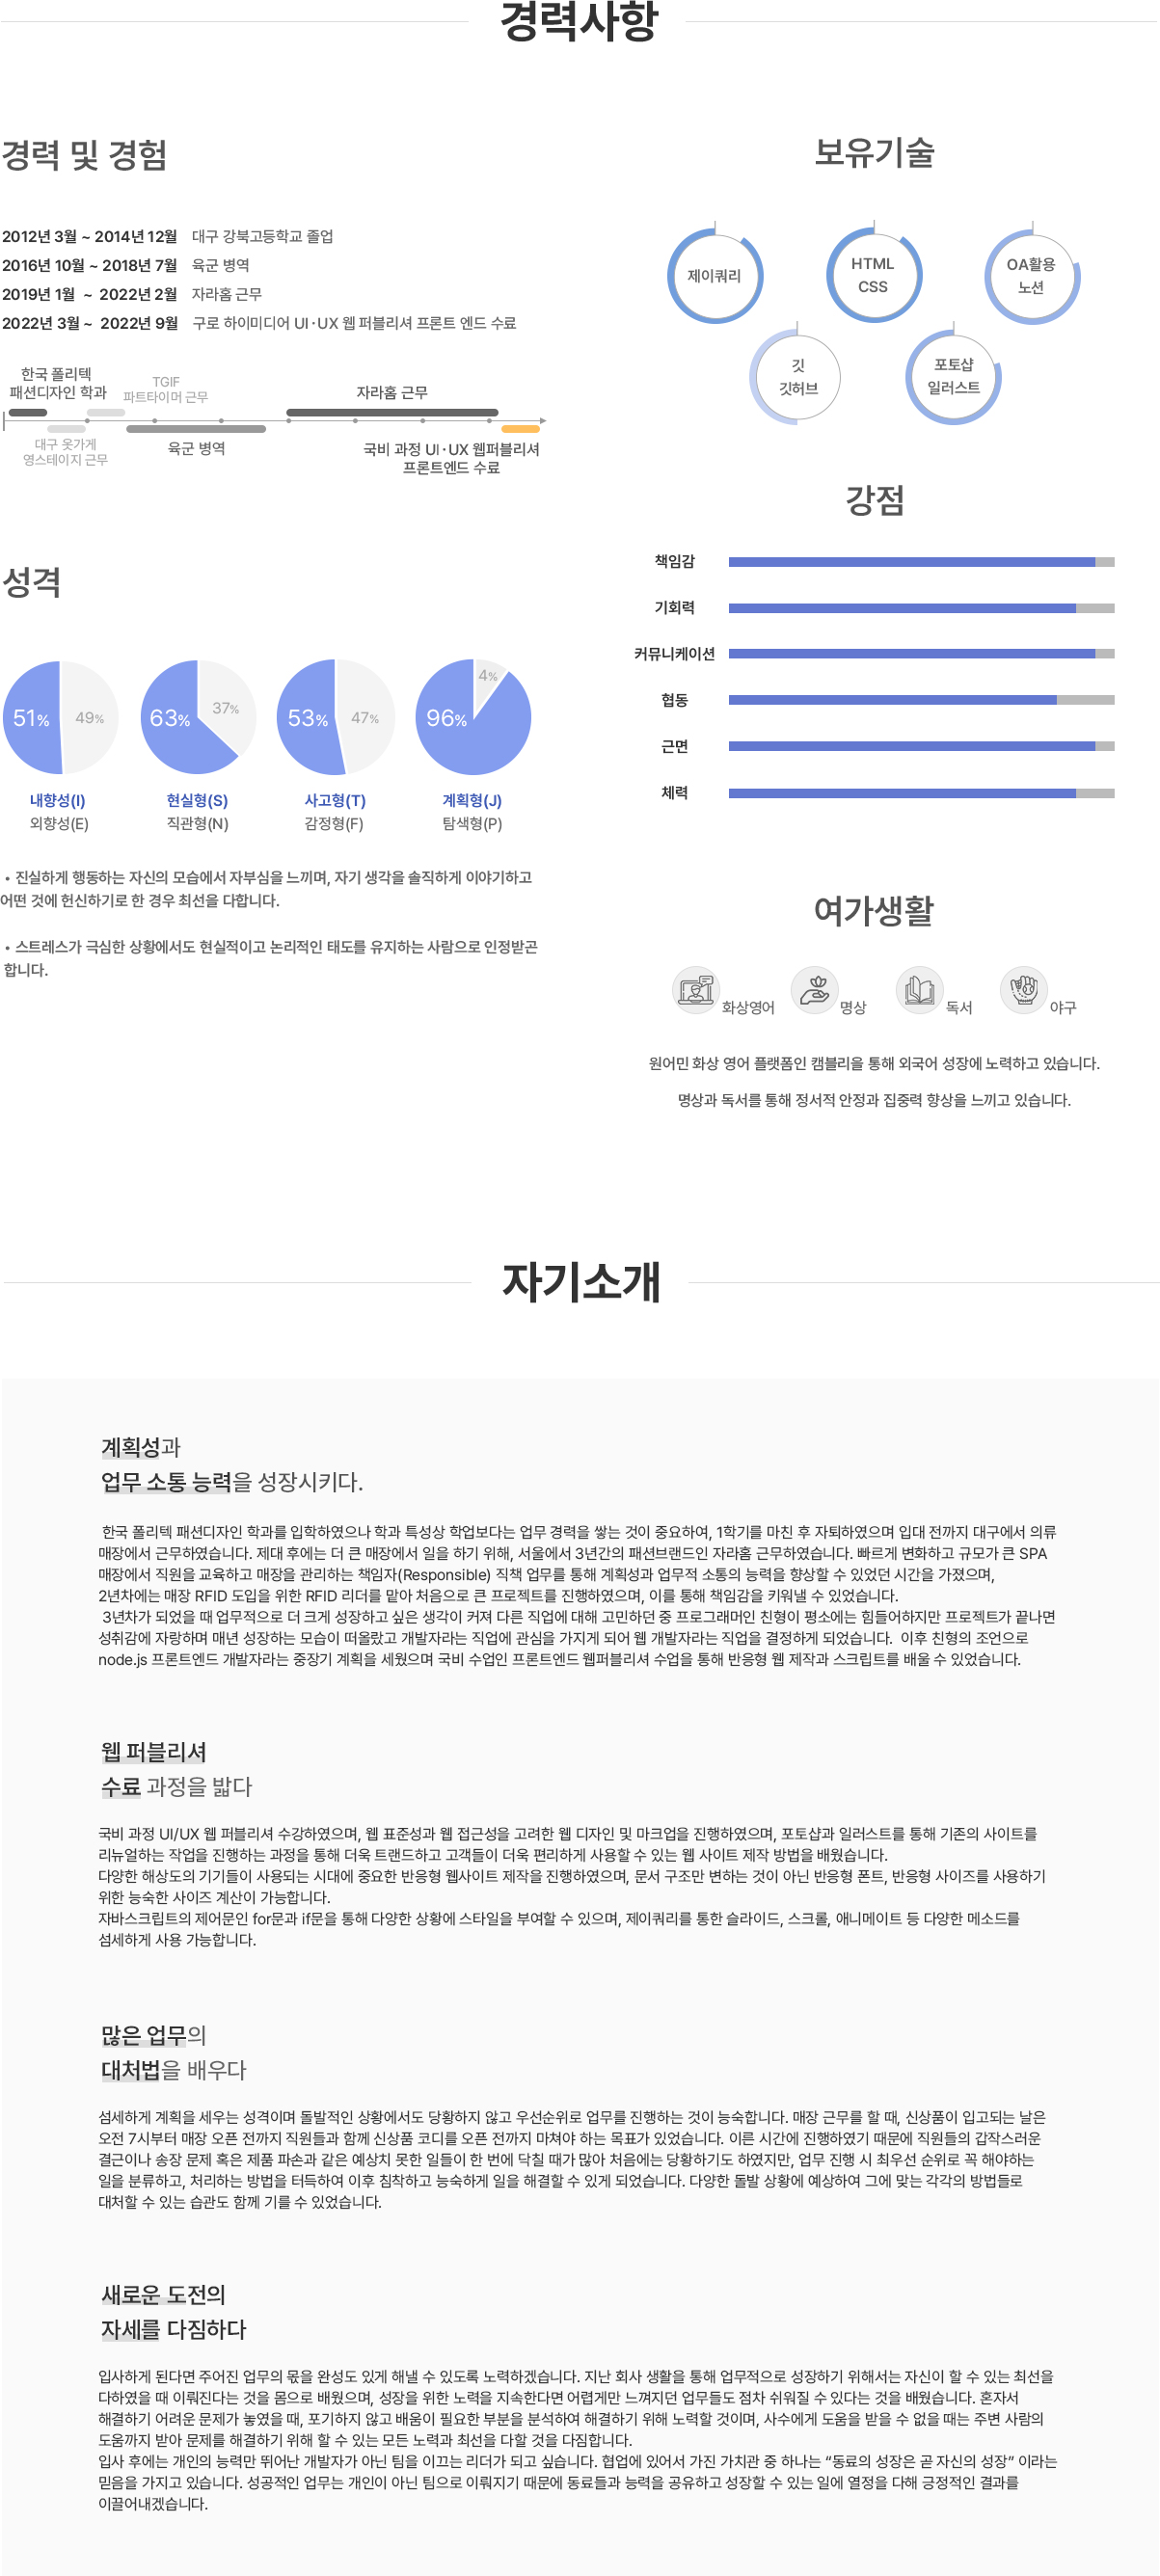 경력사항
경력 및 경험
2012년 3월 ~ 2014년 12월 대구 강북고등학교 졸업
2016년 10월 ~ 2018년 7월 육군 병역
2019년 1월 ~ 2022년 2월 자라홈 근무
2022년 3월 ~ 2022년 9월 구로 하이미디어 UI·UX 웹 퍼블리셔 프론트 엔드 수료
한국 폴리텍
패션디자인 학과
TGIF
파트타이머 근무
자라홈 근무
대구 옷가게
영스테이지 근무
육군 병역
국비 과정 UI·UX 웹퍼블리셔
프론트엔드 수료
성격
51% 49%
63% 37%
53% 47%
96% 4%
내향성(I)
외향성(E)
현실형(S)
직관형(N)
사고형(T)
감정형(F)
계획형(J)
탐색형(P)
• 진실하게 행동하는 자신의 모습에서 자부심을 느끼며, 자기 생각을 솔직하게 이야기하고
어떤 것에 헌신하기로 한 경우 최선을 다합니다.
• 스트레스가 극심한 상황에서도 현실적이고 논리적인 태도를 유지하는 사람으로 인정받곤
합니다.
보유기술
제이쿼리
HTML
CSS
OA활용
노션
깃
깃허브
포토샵
일러스트
강점
책임감
기회력
커뮤니케이션
협동
근면
체력
여가생활
화상영어
명상
독서
야구
원어민 화상 영어 플랫폼인 캠블리을 통해 외국어 성장에 노력하고 있습니다.
명상과 독서를 통해 정서적 안정과 집중력 향상을 느끼고 있습니다.
자기소개
계획성과
업무 소통 능력을 성장시키다.
한국 폴리텍 패션디자인 학과를 입학하였으나 학과 특성상 학업보다는 업무 경력을 쌓는 것이 중요하여, 1학기를 마친 후 자퇴하였으며 입대 전까지 대구에서 의류
매장에서 근무하였습니다. 제대 후에는 더 큰 매장에서 일을 하기 위해, 서울에서 3년간의 패션브랜드인 자라홈 근무하였습니다. 빠르게 변화하고 규모가 큰 SPA
매장에서 직원을 교육하고 매장을 관리하는 책임자(Responsible) 직책 업무를 통해 계획성과 업무적 소통의 능력을 향상할 수 있었던 시간을 가졌으며,
2년차에는 매장 RFID 도입을 위한 RFID 리더를 맡아 처음으로 큰 프로젝트를 진행하였으며, 이를 통해 책임감을 키워낼 수 있었습니다.
3년차가 되었을 때 업무적으로 더 크게 성장하고 싶은 생각이 커져 다른 직업에 대해 고민하던 중 프로그래머인 친형이 평소에는 힘들어하지만 프로젝트가 끝나면
성취감에 자랑하며 매년 성장하는 모습이 떠올랐고 개발자라는 직업에 관심을 가지게 되어 웹 개발자라는 직업을 결정하게 되었습니다. 이후 친형의 조언으로
node.js 프론트엔드 개발자라는 중장기 계획을 세웠으며 국비 수업인 프론트엔드 웹퍼블리셔 수업을 통해 반응형 웹 제작과 스크립트를 배울 수 있었습니다.
웹 퍼블리셔
수료 과정을 밟다
국비 과정 UI/UX 웹 퍼블리셔 수강하였으며, 웹 표준성과 웹 접근성을 고려한 웹 디자인 및 마크업을 진행하였으며, 포토샵과 일러스트를 통해 기존의 사이트를
리뉴얼하는 작업을 진행하는 과정을 통해 더욱 트랜드하고 고객들이 더욱 편리하게 사용할 수 있는 웹 사이트 제작 방법을 배웠습니다.
다양한 해상도의 기기들이 사용되는 시대에 중요한 반응형 웹사이트 제작을 진행하였으며, 문서 구조만 변하는 것이 아닌 반응형 폰트, 반응형 사이즈를 사용하기
위한 능숙한 사이즈 계산이 가능합니다.
자바스크립트의 제어문인 for문과 if문을 통해 다양한 상황에 스타일을 부여할 수 있으며, 제이쿼리를 통한 슬라이드, 스크롤, 애니메이트 등 다양한 메소드를
섬세하게 사용 가능합니다.
많은 업무의
대처법을 배우다
섬세하게 계획을 세우는 성격이며 돌발적인 상황에서도 당황하지 않고 우선순위로 업무를 진행하는 것이 능숙합니다. 매장 근무를 할 때, 신상품이 입고되는 날은
오전 7시부터 매장 오픈 전까지 직원들과 함께 신상품 코디를 오픈 전까지 마쳐야 하는 목표가 있었습니다. 이른 시간에 진행하였기 때문에 직원들의 갑작스러운
결근이나 송장 문제 혹은 제품 파손과 같은 예상치 못한 일들이 한 번에 닥칠 때가 많아 처음에는 당황하기도 하였지만, 업무 진행 시 최우선 순위로 꼭 해야하는
일을 분류하고, 처리하는 방법을 터득하여 이후 침착하고 능숙하게 일을 해결할 수 있게 되었습니다. 다양한 돌발 상황에 예상하여 그에 맞는 각각의 방법들로
대처할 수 있는 습관도 함께 기를 수 있었습니다.
새로운 도전의
자세를 다짐하다
입사하게 된다면 주어진 업무의 몫을 완성도 있게 해낼 수 있도록 노력하겠습니다. 지난 회사 생활을 통해 업무적으로 성장하기 위해서는 자신이 할 수 있는 최선을
다하였을 때 이뤄진다는 것을 몸으로 배웠으며, 성장을 위한 노력을 지속한다면 어렵게만 느껴지던 업무들도 점차 쉬워질 수 있다는 것을 배웠습니다. 혼자서
해결하기 어려운 문제가 놓였을 때, 포기하지 않고 배움이 필요한 부분을 분석하여 해결하기 위해 노력할 것이며, 사수에게 도움을 받을 수 없을 때는 주변 사람의
도움까지 받아 문제를 해결하기 위해 할 수 있는 모든 노력과 최선을 다할 것을 다짐합니다.
입사 후에는 개인의 능력만 뛰어난 개발자가 아닌 팀을 이끄는 리더가 되고 싶습니다. 협업에 있어서 가진 가치관 중 하나는 “동료의 성장은 곧 자신의 성장” 이라는
믿음을 가지고 있습니다. 성공적인 업무는 개인이 아닌 팀으로 이뤄지기 때문에 동료들과 능력을 공유하고 성장할 수 있는 일에 열정을 다해 긍정적인 결과를
이끌어내겠습니다.